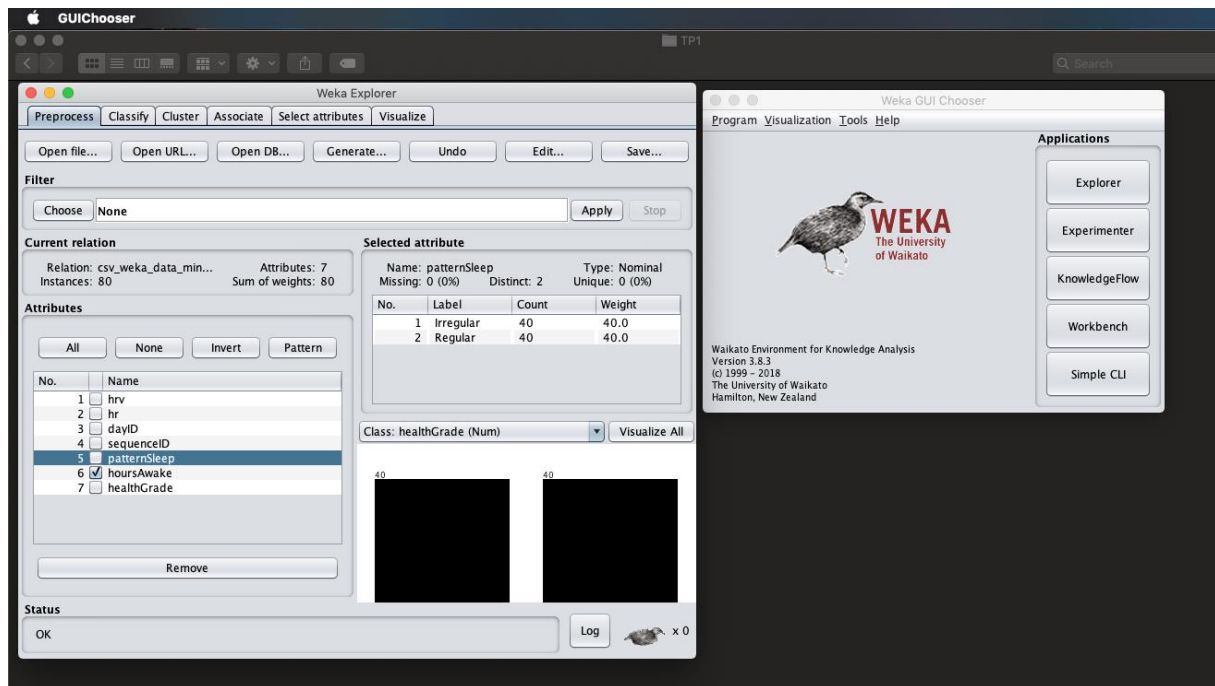 GUIChooser
TP1
Search
Weka Explorer
Preprocess Classify Cluster Associate Select attributes Visualize
Open file... Open URL... Open DB... Generate... Undo Edit... Save...
Filter
Choose None Apply Stop
Current relation
Relation: csv_weka_data_min... Attributes: 7
Instances: 80 Sum of weights: 80
Attributes
All None Invert Pattern
No. Name
1 hrv
2 hr
3 dayID
4 sequenceID
5 patternSleep
6 hoursAwake
7 healthGrade
Remove
Selected attribute
Name: patternSleep Type: Nominal
Missing: 0 (0%) Distinct: 2 Unique: 0 (0%)
No. Label Count Weight
1 Irregular 40 40.0
2 Regular 40 40.0
Class: healthGrade (Num) Visualize All
40 40
Status
OK Log x 0
Weka GUI Chooser
Program Visualization Tools Help
Applications
Explorer
Experimenter
KnowledgeFlow
Workbench
Simple CLI
WEKA
The University
of Waikato
Waikato Environment for Knowledge Analysis
Version 3.8.3
(c) 1999 - 2018
The University of Waikato
Hamilton, New Zealand